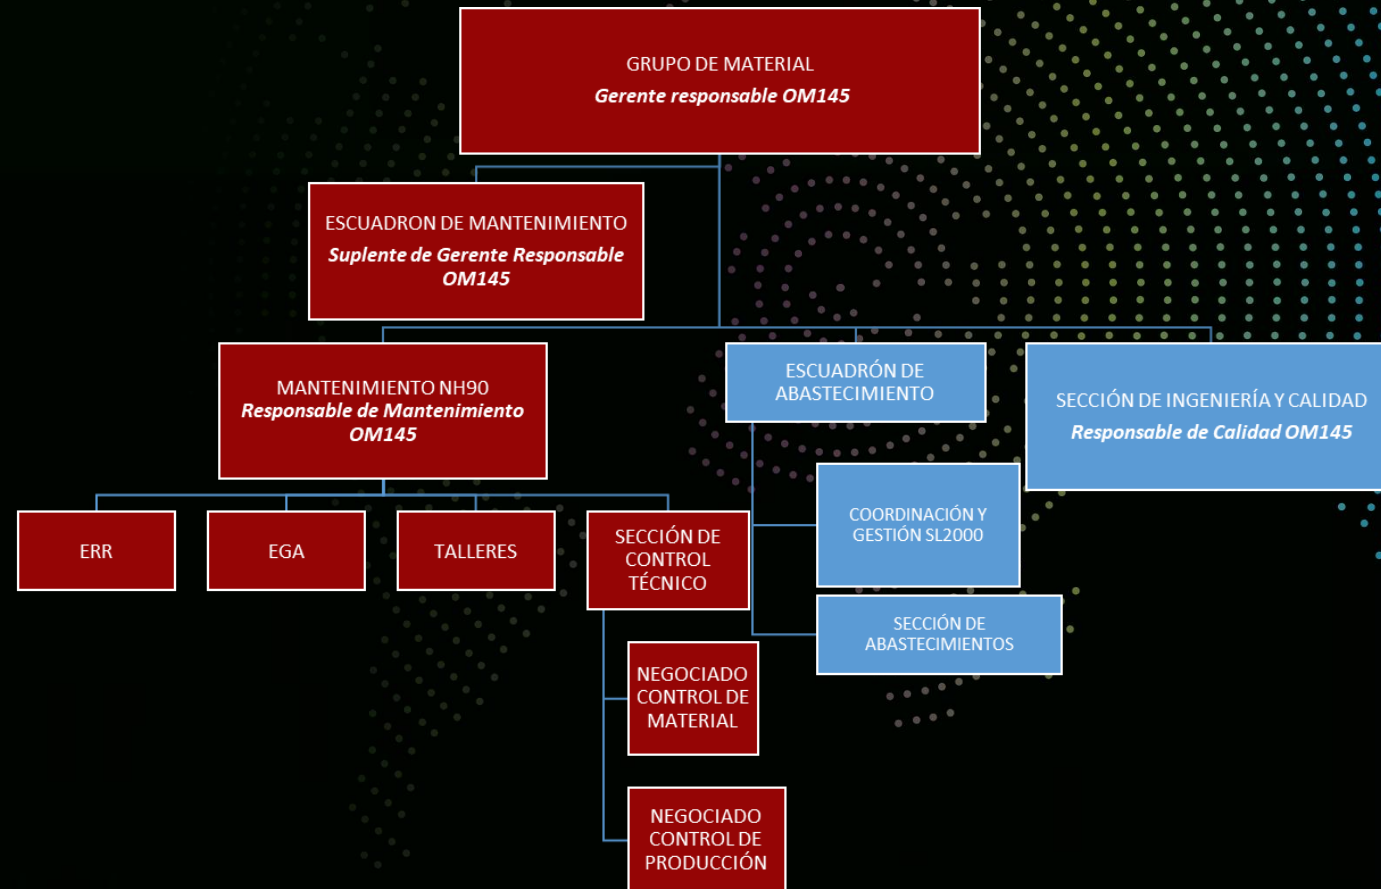 GRUPO DE MATERIAL
Gerente responsable OM145
ESCUADRON DE MANTENIMIENTO
Suplente de Gerente Responsable
OM145
MANTENIMIENTO NH90
Responsable de Mantenimiento
OM145
ESCUADRÓN DE
ABASTECIMIENTO
SECCIÓN DE INGENIERÍA Y CALIDAD
Responsable de Calidad OM145
ERR
EGA
TALLERES
SECCIÓN DE
CONTROL
TÉCNICO
COORDINACIÓN Y
GESTIÓN SL2000
SECCIÓN DE
ABASTECIMIENTOS
NEGOCIADO
CONTROL DE
MATERIAL
NEGOCIADO
CONTROL DE
PRODUCCIÓN